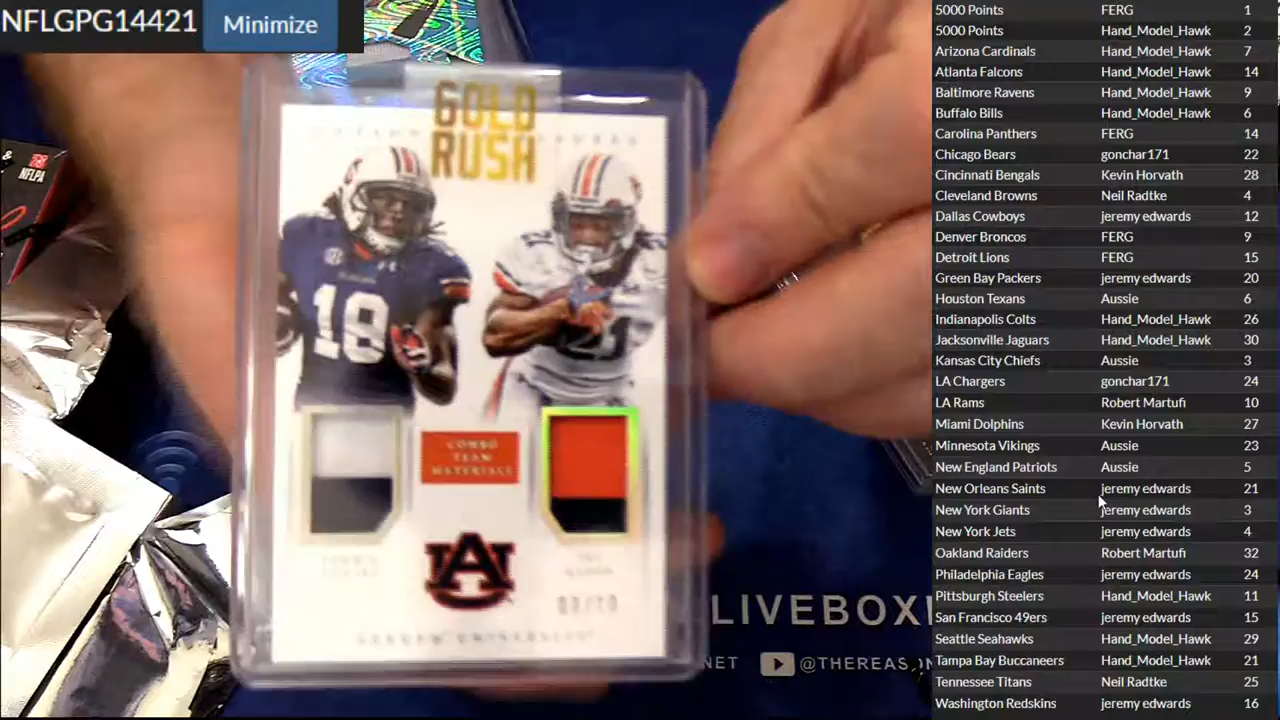 NFLGPG14421
Minimize
5000 Points FERG 1
5000 Points Hand_Model_Hawk 2
Arizona Cardinals Hand_Model_Hawk 7
Atlanta Falcons Hand_Model_Hawk 14
Baltimore Ravens Hand_Model_Hawk 9
Buffalo Bills Hand_Model_Hawk 6
Carolina Panthers FERG 14
Chicago Bears gonchar171 22
Cincinnati Bengals Kevin Horvath 28
Cleveland Browns Neil Radtke 4
Dallas Cowboys jeremy edwards 12
Denver Broncos FERG 9
Detroit Lions FERG 15
Green Bay Packers jeremy edwards 20
Houston Texans Aussie 6
Indianapolis Colts Hand_Model_Hawk 26
Jacksonville Jaguars Hand_Model_Hawk 30
Kansas City Chiefs Aussie 3
LA Chargers gonchar171 24
LA Rams Robert Martufi 10
Miami Dolphins Kevin Horvath 27
Minnesota Vikings Aussie 23
New England Patriots Aussie 5
New Orleans Saints jeremy edwards 21
New York Giants jeremy edwards 3
New York Jets jeremy edwards 4
Oakland Raiders Robert Martufi 32
Philadelphia Eagles jeremy edwards 24
Pittsburgh Steelers Hand_Model_Hawk 11
San Francisco 49ers jeremy edwards 15
Seattle Seahawks Hand_Model_Hawk 29
Tampa Bay Buccaneers Hand_Model_Hawk 21
Tennessee Titans Neil Radtke 25
Washington Redskins jeremy edwards 16
GOLD
RUSH
18
COMBO
TEAM
MATERIALS
AU
&
NFLPA
LIVEBOX
NET @THEREAS